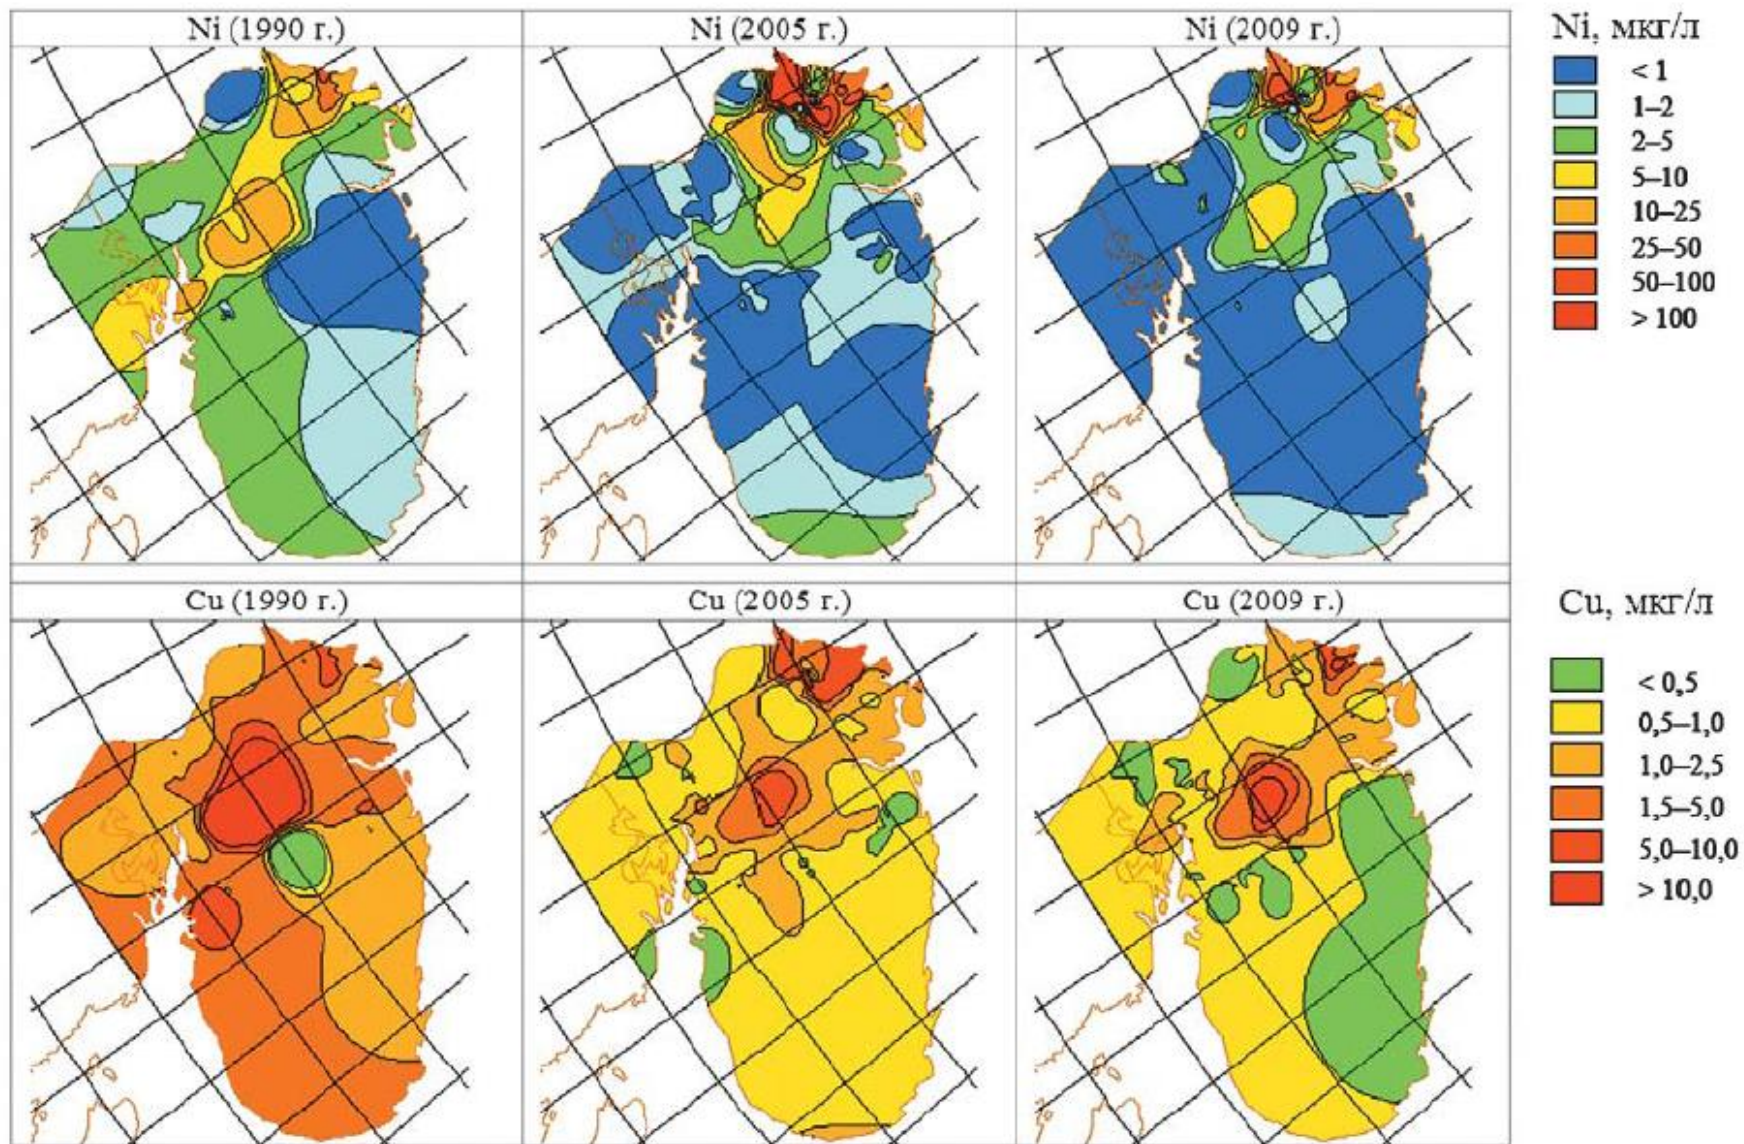 Ni (1990 г.)
Ni (2005 г.)
Ni (2009 г.)
Ni, мкг/л
< 1
1–2
2–5
5–10
10–25
25–50
50–100
> 100
Cu (1990 г.)
Cu (2005 г.)
Cu (2009 г.)
Cu, мкг/л
< 0,5
0,5–1,0
1,0–2,5
1,5–5,0
5,0–10,0
> 10,0